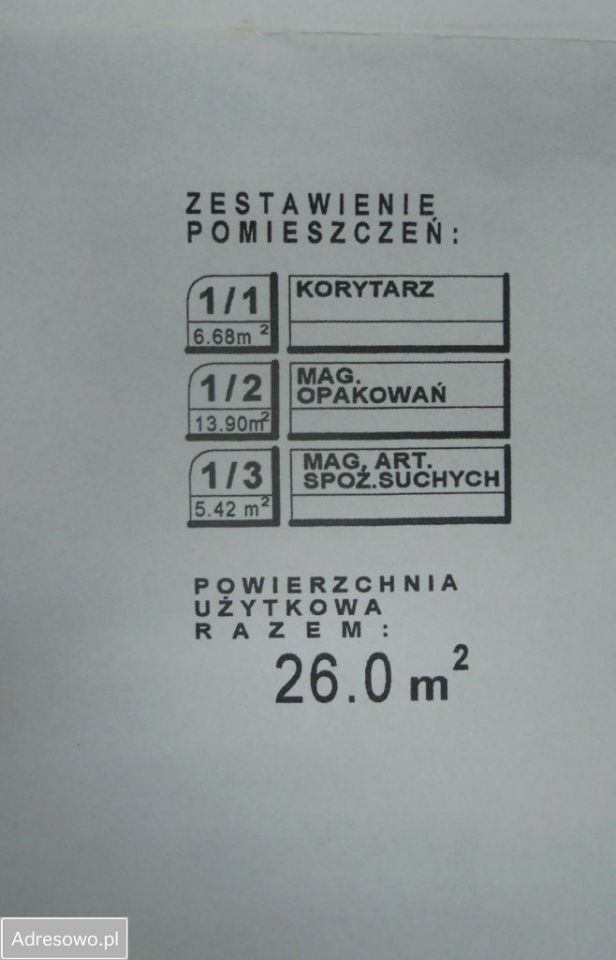 ZESTAWIENIE
POMIESZCZEŃ:
1/1 KORYTARZ
6.68m²
1/2 MAG.
OPAKOWAŃ
13.90m²
1/3 MAG, ART.
SPOŻ.SUCHYCH
5.42 m²
POWIERZCHNIA
UŻYTKOWA
RAZEM:
26.0 m²
Adresowo.pl